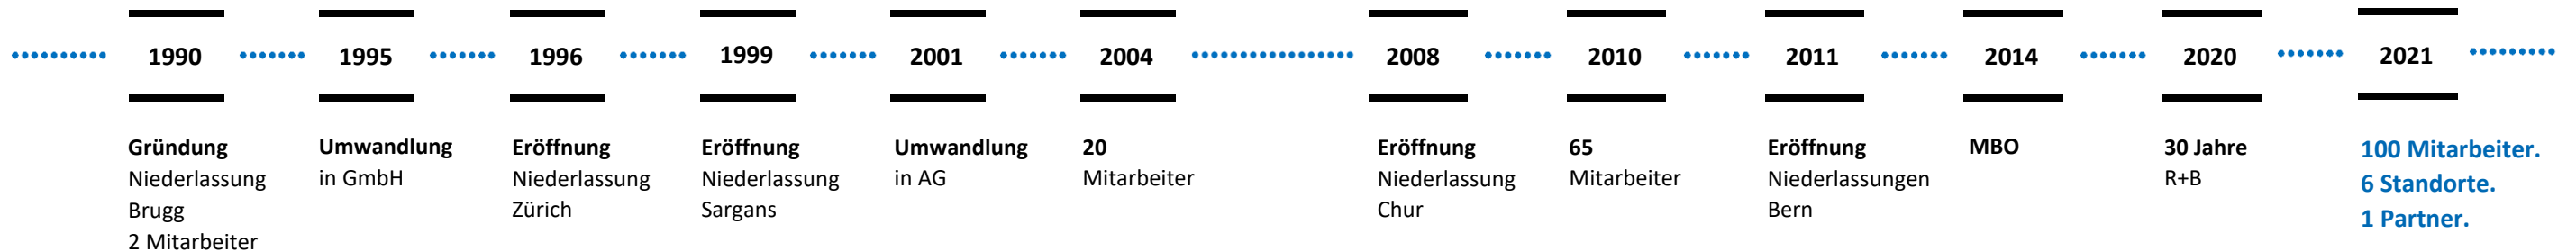 1990
Gründung
Niederlassung
Brugg
2 Mitarbeiter
1995
Umwandlung
in GmbH
1996
Eröffnung
Niederlassung
Zürich
1999
Eröffnung
Niederlassung
Sargans
2001
Umwandlung
in AG
2004
20
Mitarbeiter
2008
Eröffnung
Niederlassung
Chur
2010
65
Mitarbeiter
2011
Eröffnung
Niederlassungen
Bern
2014
MBO
2020
30 Jahre
R+B
2021
100 Mitarbeiter.
6 Standorte.
1 Partner.